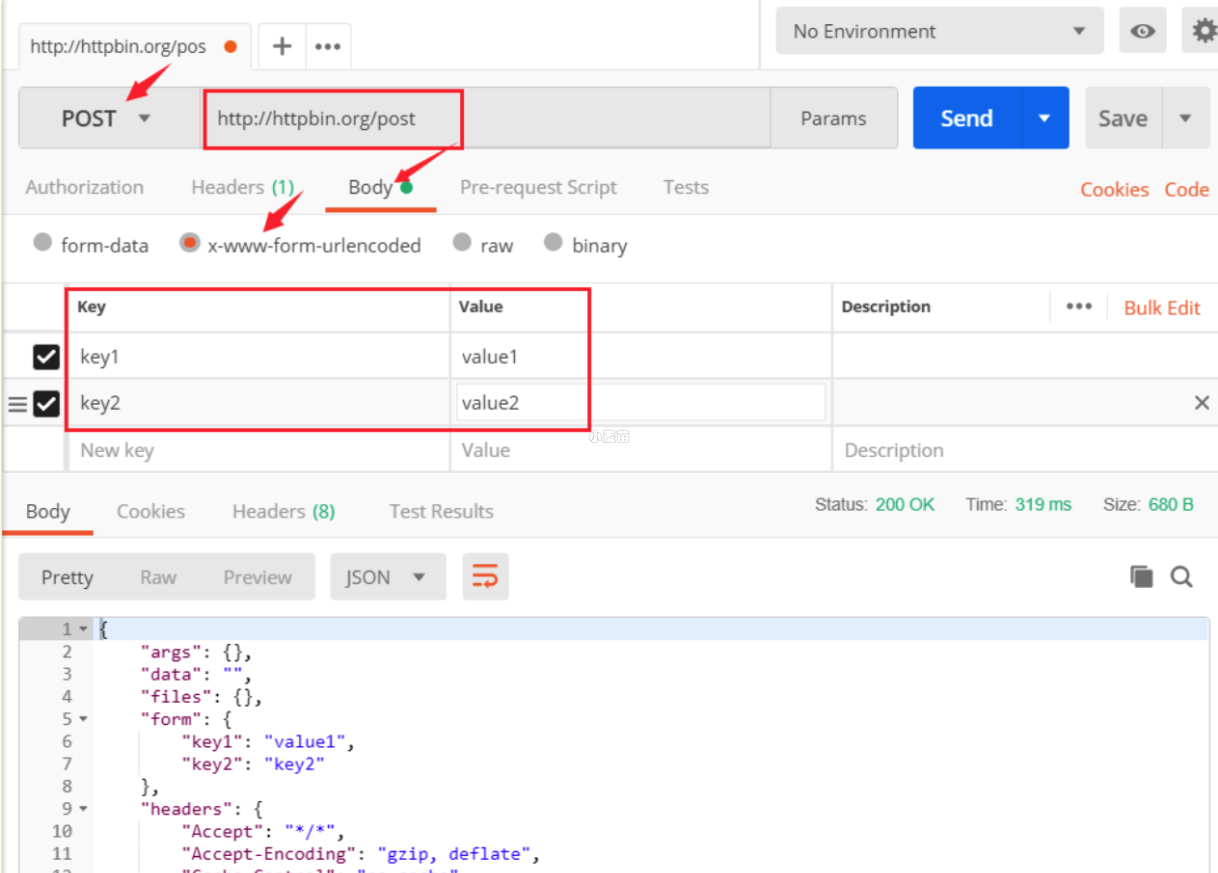 http://httpbin.org/pos
No Environment
POST http://httpbin.org/post Params Send Save
Authorization Headers (1) Body Pre-request Script Tests Cookies Code
form-data x-www-form-urlencoded raw binary
Key Value Description Bulk Edit
key1 value1
key2 value2
New key Value Description
小麦苗
Body Cookies Headers (8) Test Results Status: 200 OK Time: 319 ms Size: 680 B
Pretty Raw Preview JSON
1 {
2 "args": {},
3 "data": "",
4 "files": {},
5 "form": {
6 "key1": "value1",
7 "key2": "key2"
8 },
9 "headers": {
10 "Accept": "*/*",
11 "Accept-Encoding": "gzip, deflate",